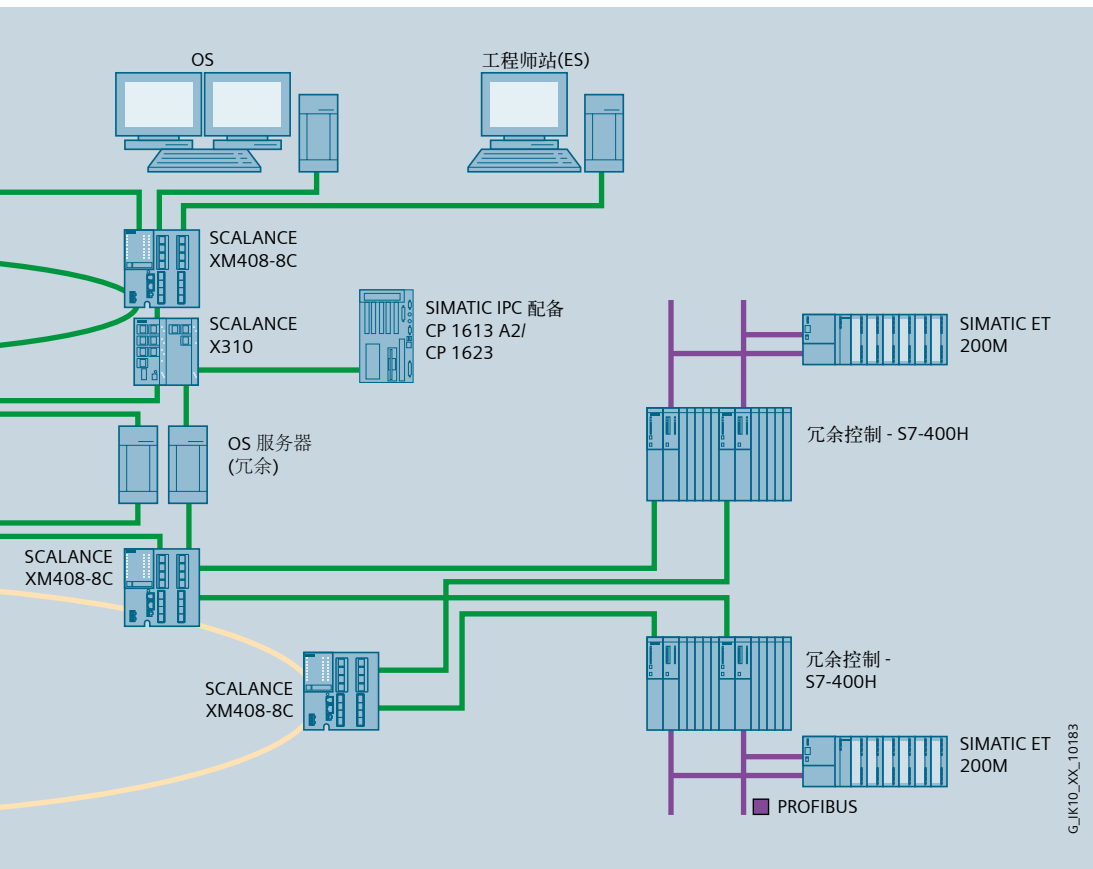 OS
工程师站(ES)
SCALANCE
XM408-8C
SCALANCE
X310
SIMATIC IPC 配备
CP 1613 A2/
CP 1623
SIMATIC ET
200M
冗余控制 - S7-400H
OS 服务器
(冗余)
SCALANCE
XM408-8C
SCALANCE
XM408-8C
冗余控制 -
S7-400H
SIMATIC ET
200M
PROFIBUS
G_IK10_XX_10183